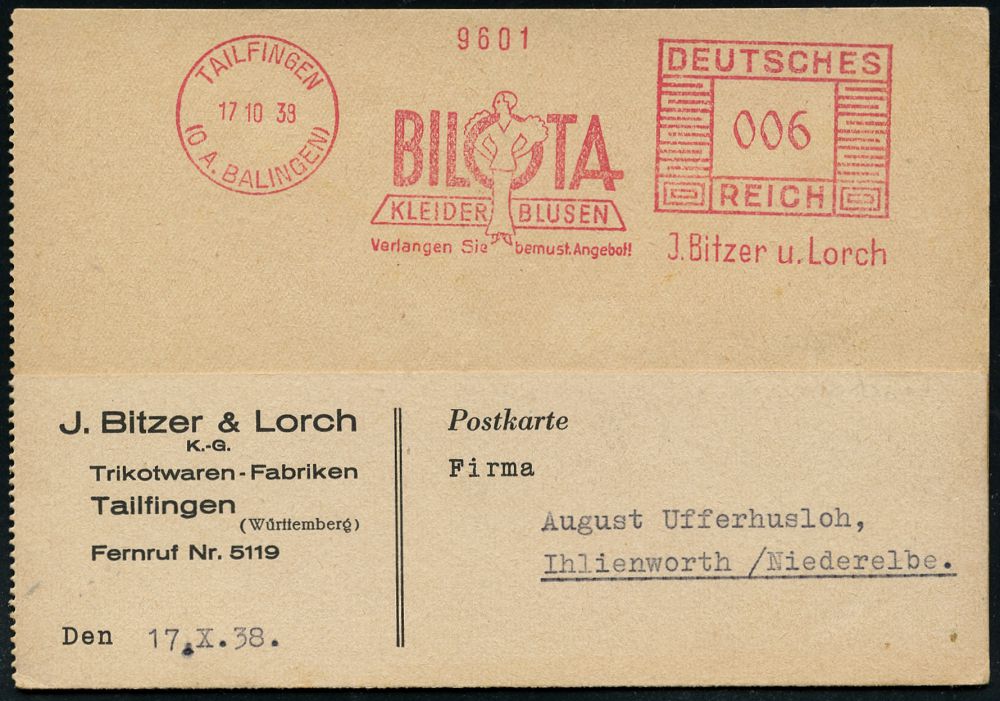 9601
TAILFINGEN
17 10 38
(O A. BALINGEN)
BILOTA
KLEIDER BLUSEN
Verlangen Sie bemust. Angebot!
DEUTSCHES
006
REICH
J. Bitzer u. Lorch
J. Bitzer & Lorch
K.-G.
Trikotwaren-Fabriken
Tailfingen
(Württemberg)
Fernruf Nr. 5119
Den 17.X.38.
Postkarte
Firma
August Ufferhusloh,
Ihlienworth /Niederelbe.